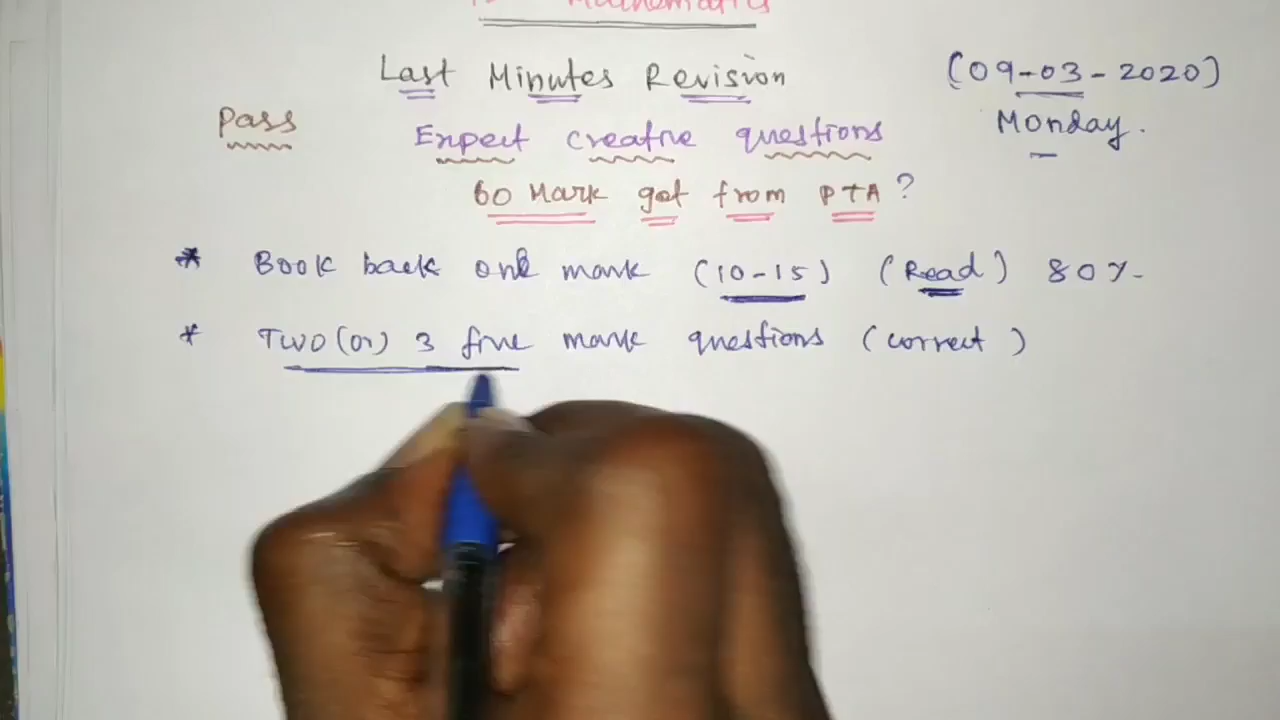 Mathematics
Last Minutes Revision
(09-03-2020)
Pass
Expect creative questions
Monday.
60 Mark got from PTA?
* Book back one mark (10-15) (Read) 80%
* Two (or) 3 five mark questions (correct)